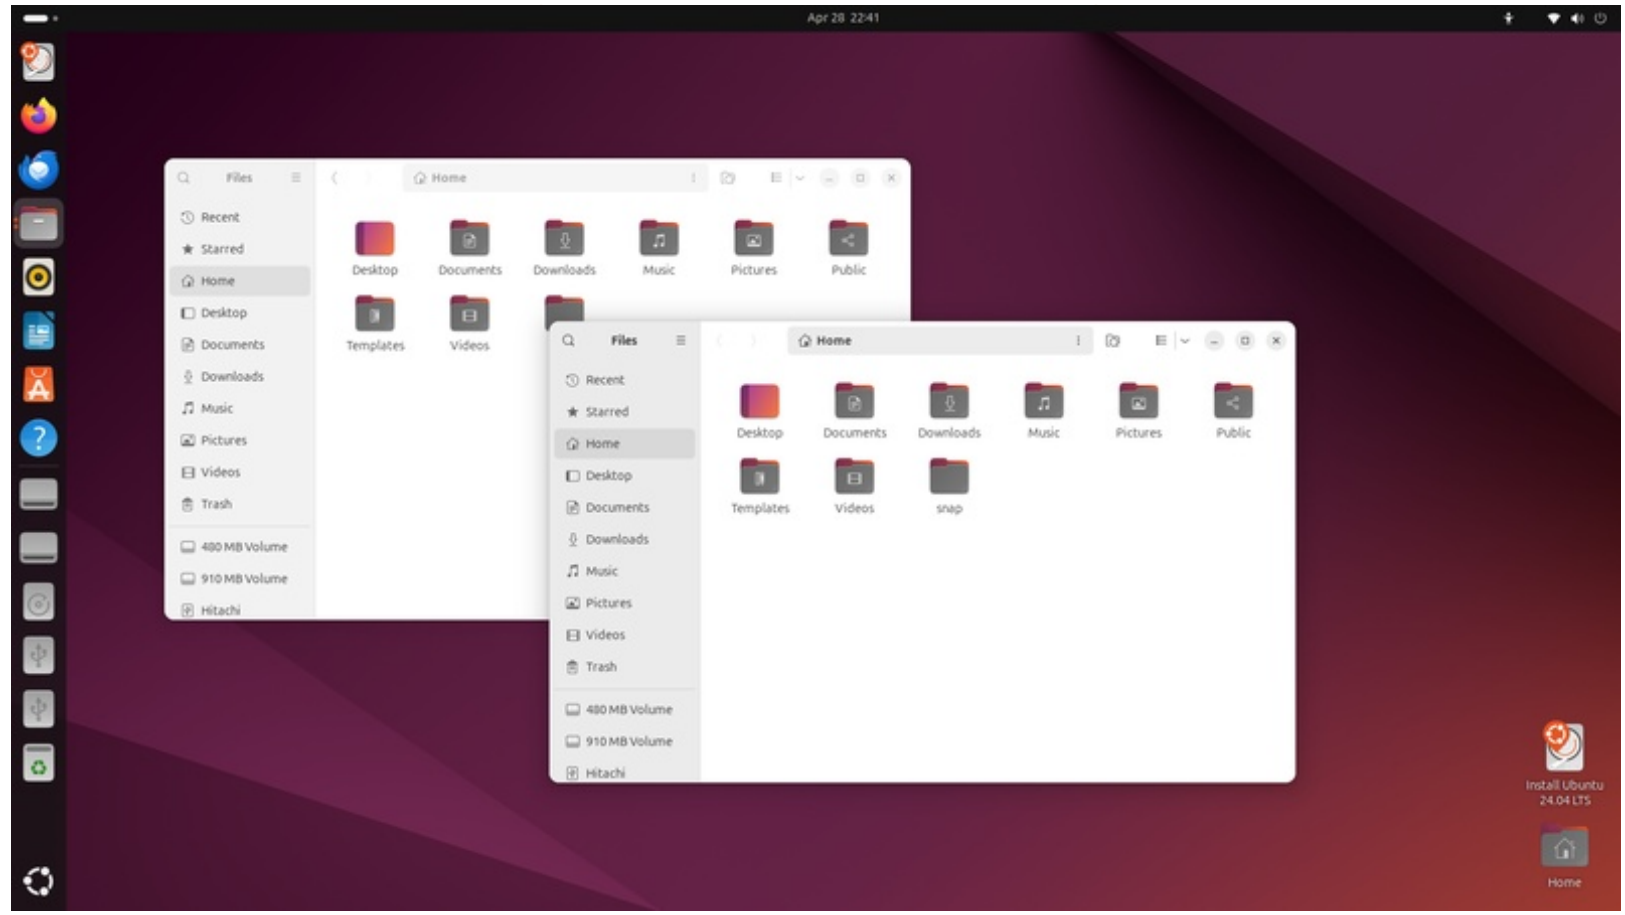 Apr 28 22:41
Files
Home
Recent
Starred
Home
Desktop
Documents
Downloads
Music
Pictures
Videos
Trash
480 MB Volume
910 MB Volume
Hitachi
Desktop Documents Downloads Music Pictures Public
Templates Videos
Files
Home
Recent
Starred
Home
Desktop
Documents
Downloads
Music
Pictures
Videos
Trash
480 MB Volume
910 MB Volume
Hitachi
Desktop Documents Downloads Music Pictures Public
Templates Videos snap
Install Ubuntu
24.04 LTS
Home